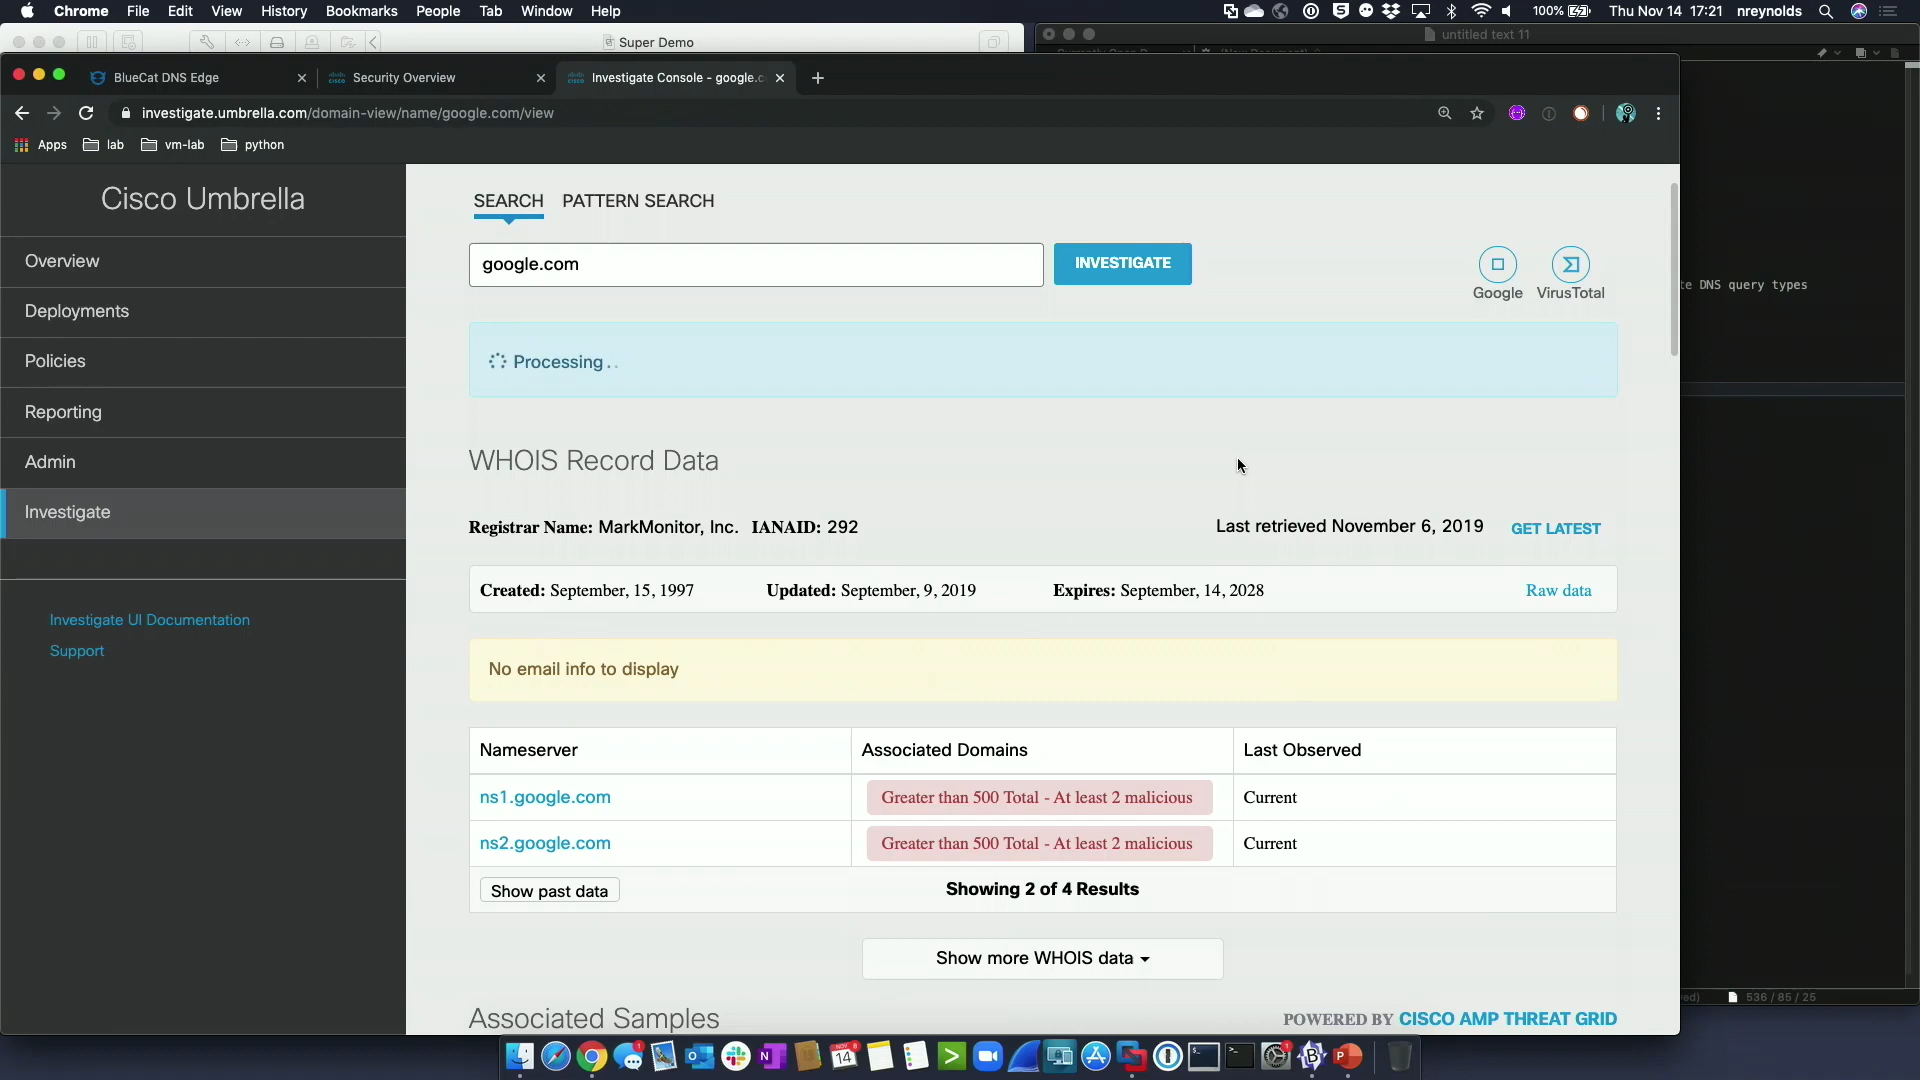 Chrome File Edit View History Bookmarks People Tab Window Help
100% Thu Nov 14 17:21 nreynolds
Super Demo
untitled text 11
BlueCat DNS Edge
Security Overview
Investigate Console - google.c
investigate.umbrella.com/domain-view/name/google.com/view
Apps lab vm-lab python
Cisco Umbrella
Overview
Deployments
Policies
Reporting
Admin
Investigate
Investigate UI Documentation
Support
SEARCH PATTERN SEARCH
google.com INVESTIGATE
Google VirusTotal
Processing..
WHOIS Record Data
Registrar Name: MarkMonitor, Inc. IANAID: 292
Last retrieved November 6, 2019 GET LATEST
Created: September, 15, 1997 Updated: September, 9, 2019 Expires: September, 14, 2028 Raw data
No email info to display
Nameserver Associated Domains Last Observed
ns1.google.com Greater than 500 Total - At least 2 malicious Current
ns2.google.com Greater than 500 Total - At least 2 malicious Current
Show past data Showing 2 of 4 Results
Show more WHOIS data
Associated Samples
POWERED BY CISCO AMP THREAT GRID
te DNS query types
536 / 85 / 25